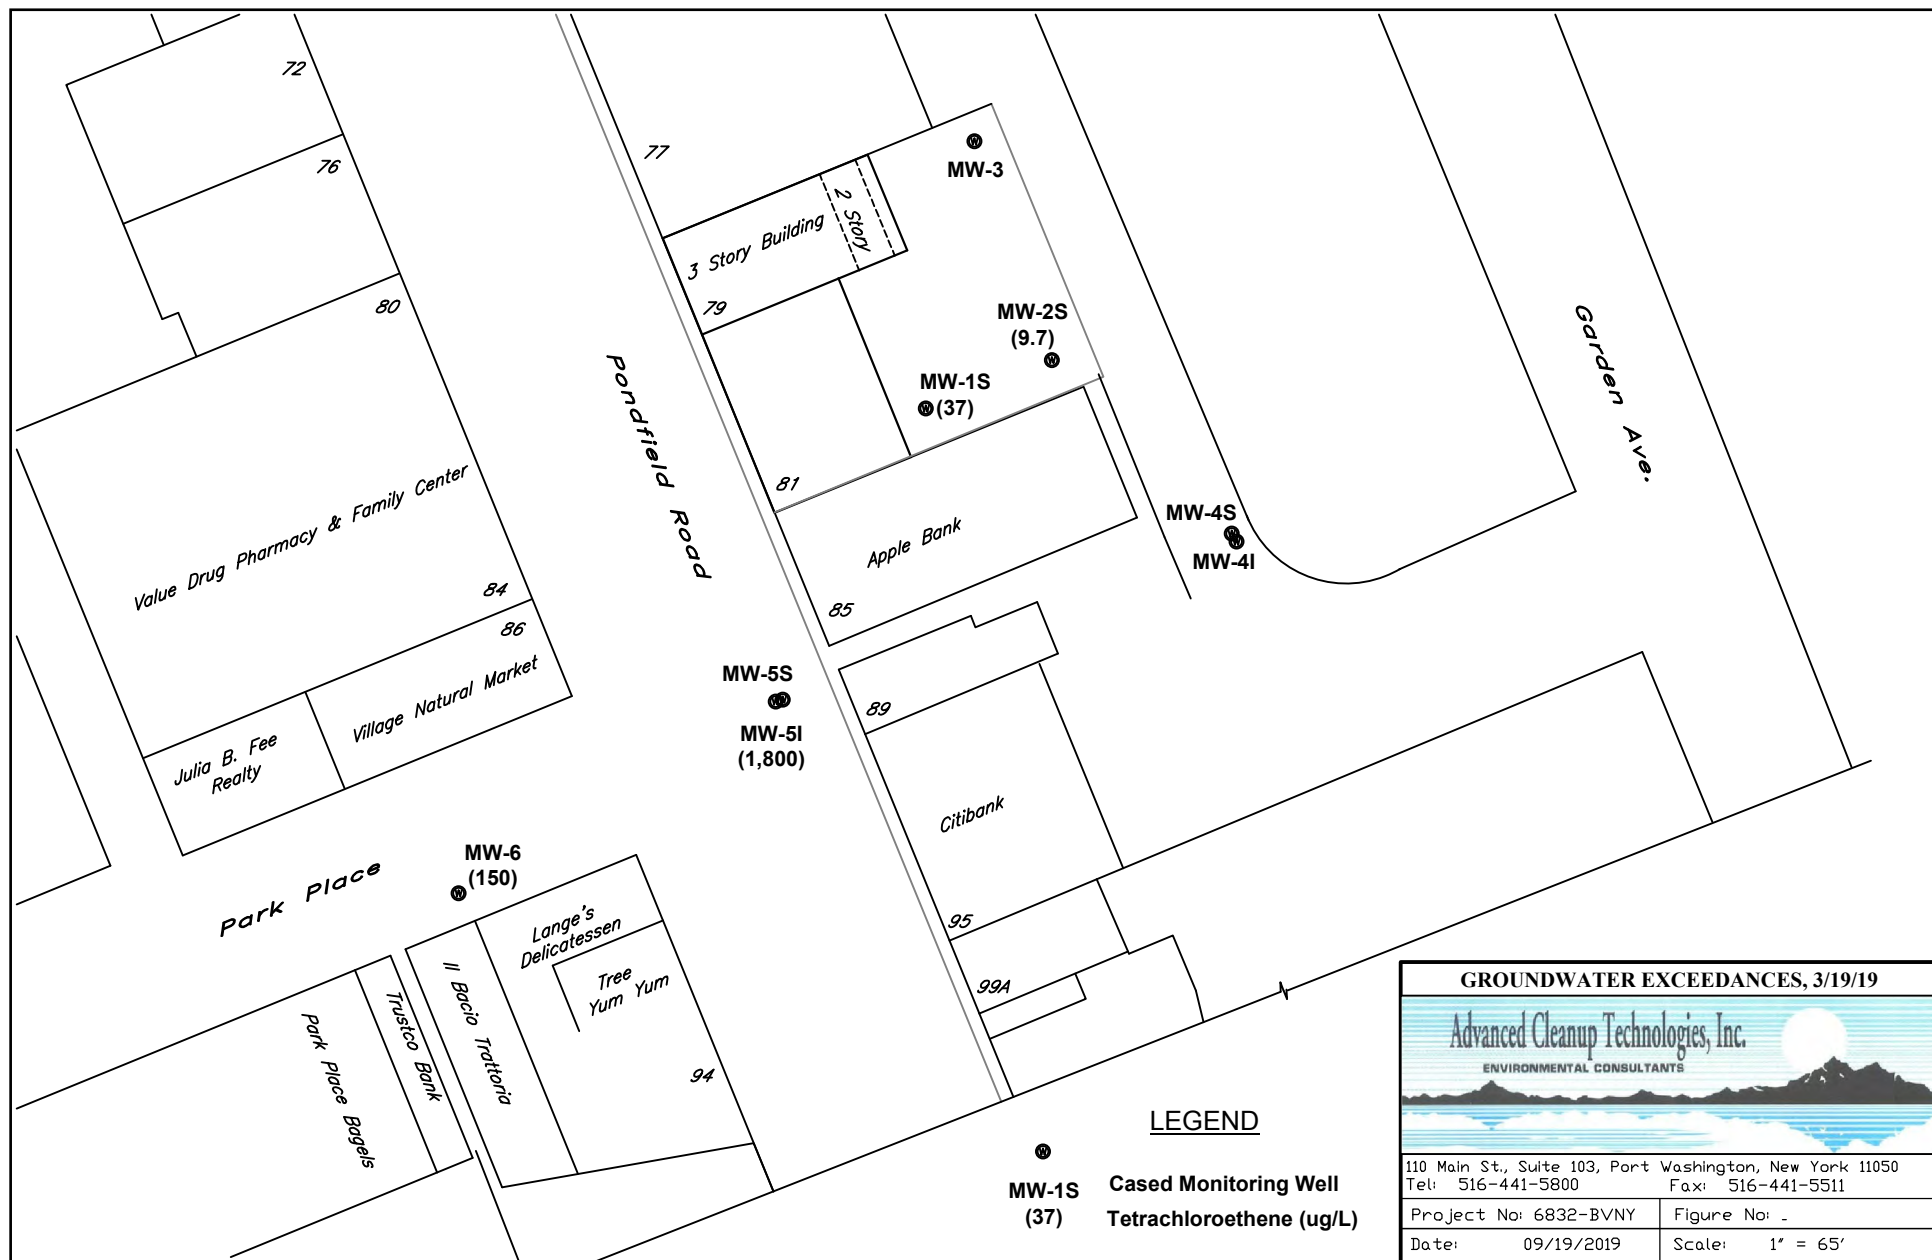 72
76
80
77
3 Story Building
2 Story
79
MW-3
MW-2S
(9.7)
MW-1S
(37)
81
Pondfield Road
Garden Ave.
Value Drug Pharmacy & Family Center
84
86
Village Natural Market
Julia B. Fee
Realty
Apple Bank
85
MW-4S
MW-4I
MW-5S
MW-5I
(1,800)
89
Citibank
95
99A
Park Place
MW-6
(150)
Lange's
Delicatessen
Tree
Yum Yum
Il Bacio Trattoria
Trustco Bank
Park Place Bagels
94
LEGEND
MW-1S
(37)
Cased Monitoring Well
Tetrachloroethene (ug/L)
GROUNDWATER EXCEEDANCES, 3/19/19
Advanced Cleanup Technologies, Inc.
ENVIRONMENTAL CONSULTANTS
110 Main St., Suite 103, Port Washington, New York 11050
Tel: 516-441-5800 Fax: 516-441-5511
Project No: 6832-BVNY Figure No: -
Date: 09/19/2019 Scale: 1" = 65'